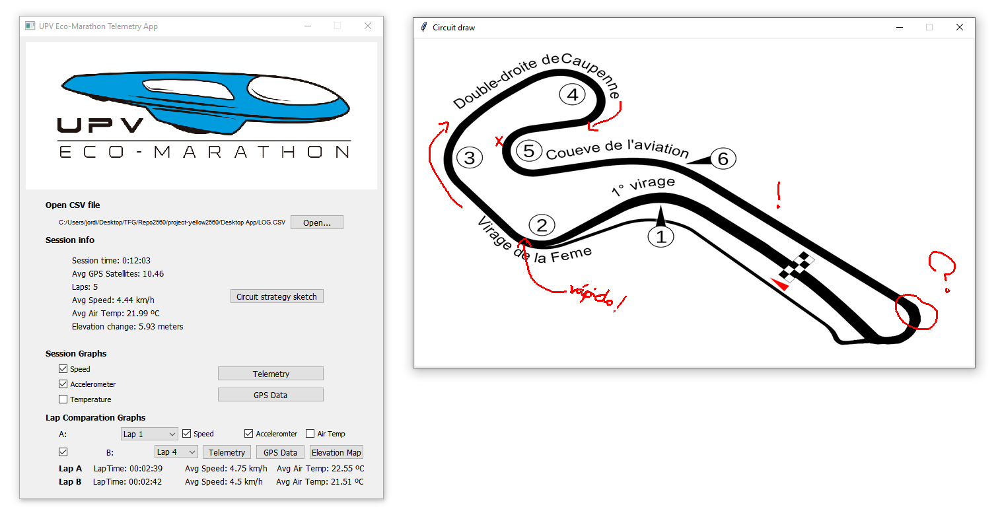 UPV Eco-Marathon Telemetry App
UPV
ECO-MARATHON
Open CSV file
C:/Users/jordi/Desktop/TFG/Repo2560/project-yellow2560/Desktop App/LOG.CSV Open...
Session info
Session time: 0:12:03
Avg GPS Satellites: 10.46
Laps: 5
Avg Speed: 4.44 km/h
Avg Air Temp: 21.99 ºC
Elevation change: 5.93 meters
Circuit strategy sketch
Session Graphs
Speed
Accelerometer
Temperature
Telemetry
GPS Data
Lap Comparation Graphs
A: Lap 1 Speed Acceleromter Air Temp
B: Lap 4 Telemetry GPS Data Elevation Map
Lap A LapTime: 00:02:39 Avg Speed: 4.75 km/h Avg Air Temp: 22.55 ºC
Lap B LapTime: 00:02:42 Avg Speed: 4.5 km/h Avg Air Temp: 21.51 ºC
Circuit draw
Double-droite de Caupenne
4
x
5
Coueve de l'aviation
6
3
1° virage
!
2
1
Virage de la Feme
?
rápido!